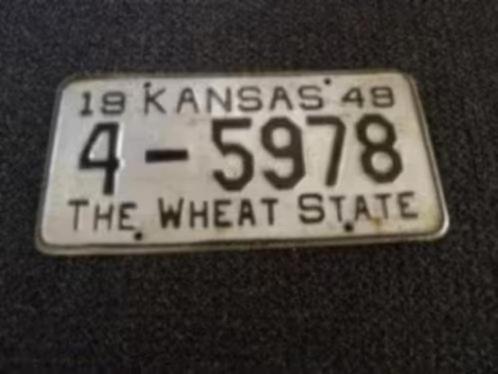 19 KANSAS 49
4-5978
THE WHEAT STATE